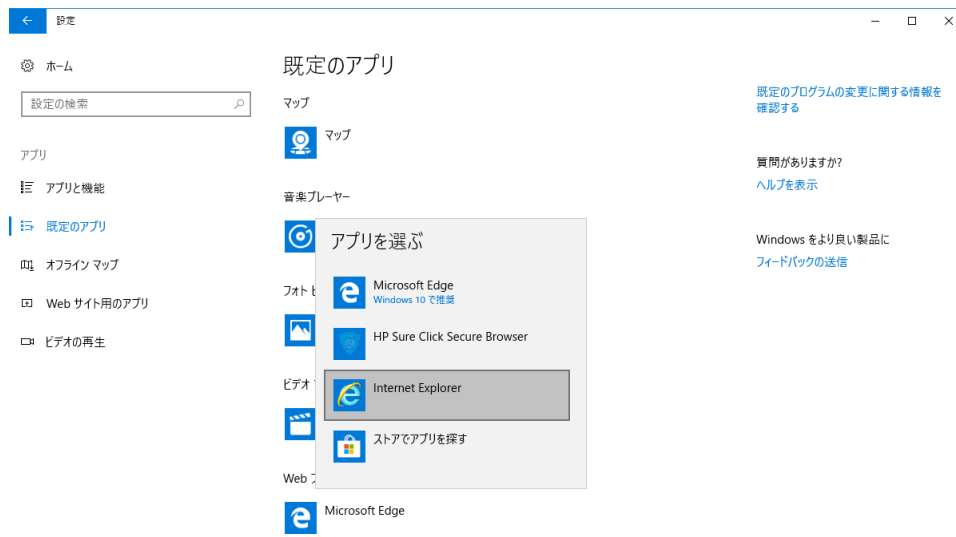 設定
ホーム
設定の検索
アプリ
アプリと機能
既定のアプリ
オフライン マップ
Web サイト用のアプリ
ビデオの再生
既定のアプリ
マップ
マップ
音楽プレーヤー
フォト
ビデオ
Web
Microsoft Edge
アプリを選ぶ
Microsoft Edge
Windows 10 で推奨
HP Sure Click Secure Browser
Internet Explorer
ストアでアプリを探す
既定のプログラムの変更に関する情報を
確認する
質問がありますか?
ヘルプを表示
Windows をより良い製品に
フィードバックの送信